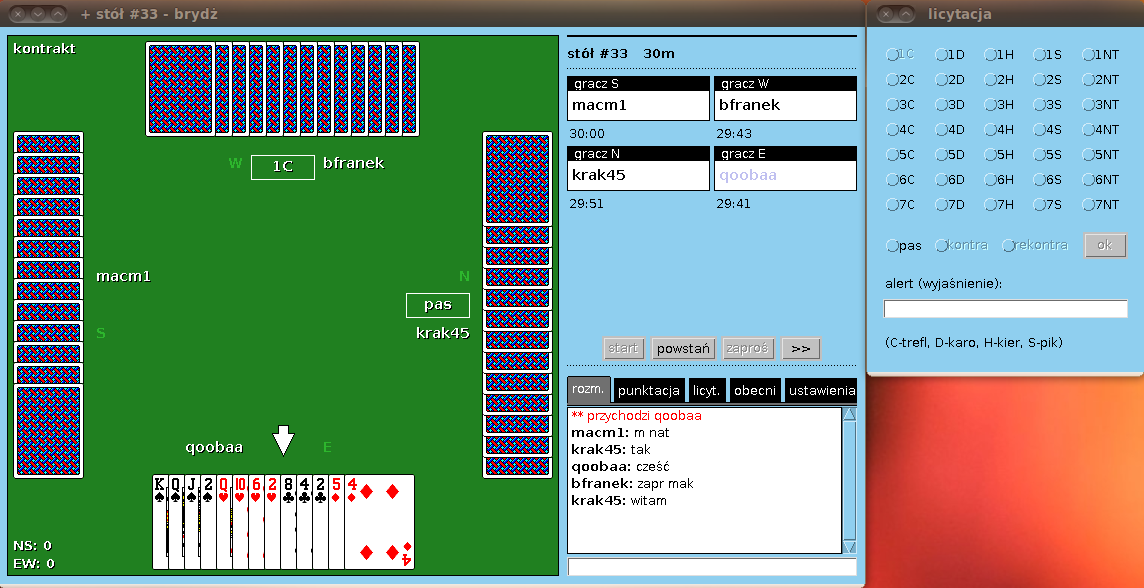 + stół #33 - brydż
licytacja
kontrakt
W 1C bfranek
macm1
S
N
pas
krak45
qoobaa E
K Q J 2 Q 10 6 2 8 4 2 5 4
4
NS: 0
EW: 0
stół #33 30m
gracz S gracz W
macm1 bfranek
30:00 29:43
gracz N gracz E
krak45 qoobaa
29:51 29:41
start powstań zaproś >>
rozm. punktacja licyt. obecni ustawienia
** przychodzi qoobaa
macm1: m nat
krak45: tak
qoobaa: cześć
bfranek: zapr mak
krak45: witam
1C 1D 1H 1S 1NT
2C 2D 2H 2S 2NT
3C 3D 3H 3S 3NT
4C 4D 4H 4S 4NT
5C 5D 5H 5S 5NT
6C 6D 6H 6S 6NT
7C 7D 7H 7S 7NT
pas kontra rekontra ok
alert (wyjaśnienie):
(C-trefl, D-karo, H-kier, S-pik)